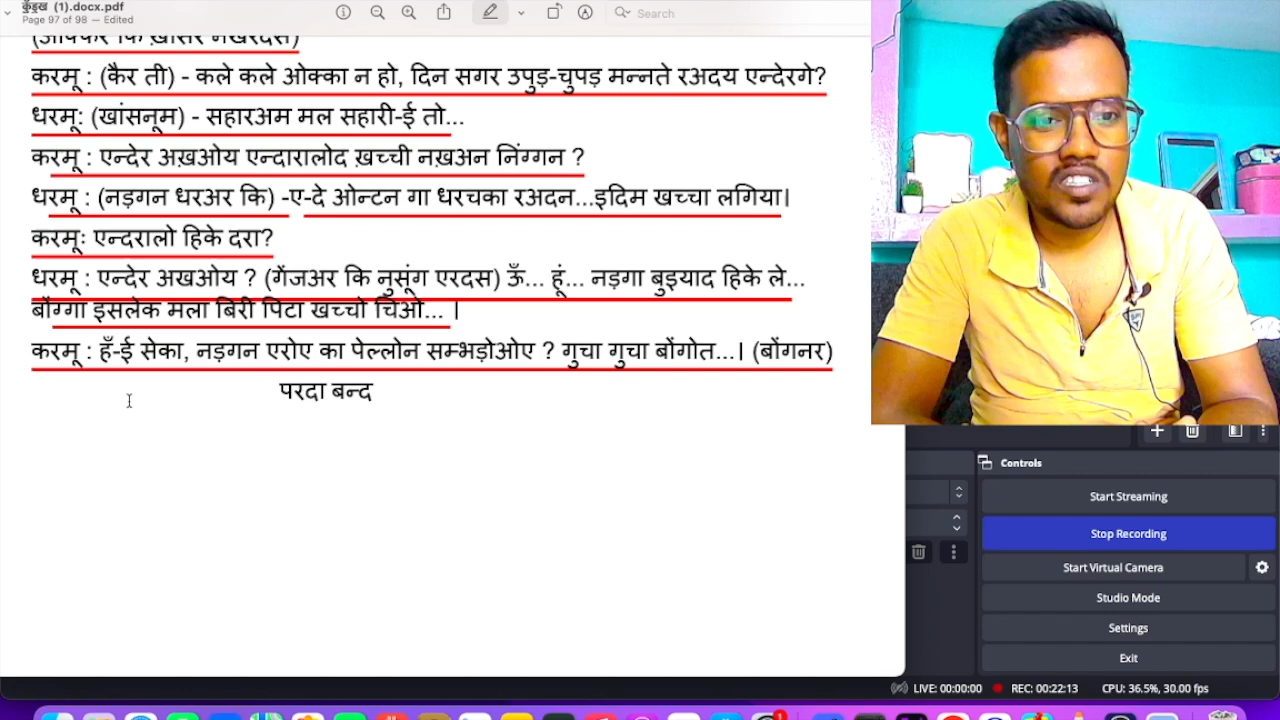 कुंड़ुख (1).docx.pdf
Page 97 of 98 — Edited
Search
करमू : (कैर ती) - कले कले ओक्का न हो, दिन सगर उपुड़-चुपड़ मन्नते रअदय एन्देरगे?
धरमू: (खांसनूम) - सहारअम मल सहारी-ई तो...
करमू : एन्देर अख़ओय एन्दारालोद ख़च्ची नख़अन निंग्गन ?
धरमू : (नड़गन धरअर कि) -ए-दे ओन्टन गा धरचका रअदन...इदिम खच्चा लगिया।
करमूः एन्दरालो हिके दरा?
धरमू : एन्देर अखओय ? (गेंजअर कि नुसूंग एरदस) ऊँ... हूं... नड़गा बुइयाद हिके ले...
बोंग्गा इसलेक मला बिरी पिटा खच्चो चिओ... ।
करमू : हँ-ई सेका, नड़गन एरोए का पेल्लोन सम्भड़ोओए ? गुचा गुचा बोंगोत...। (बोंगनर)
परदा बन्द
Controls
Start Streaming
Stop Recording
Start Virtual Camera
Studio Mode
Settings
Exit
LIVE: 00:00:00 REC: 00:22:13 CPU: 36.5%, 30.00 fps